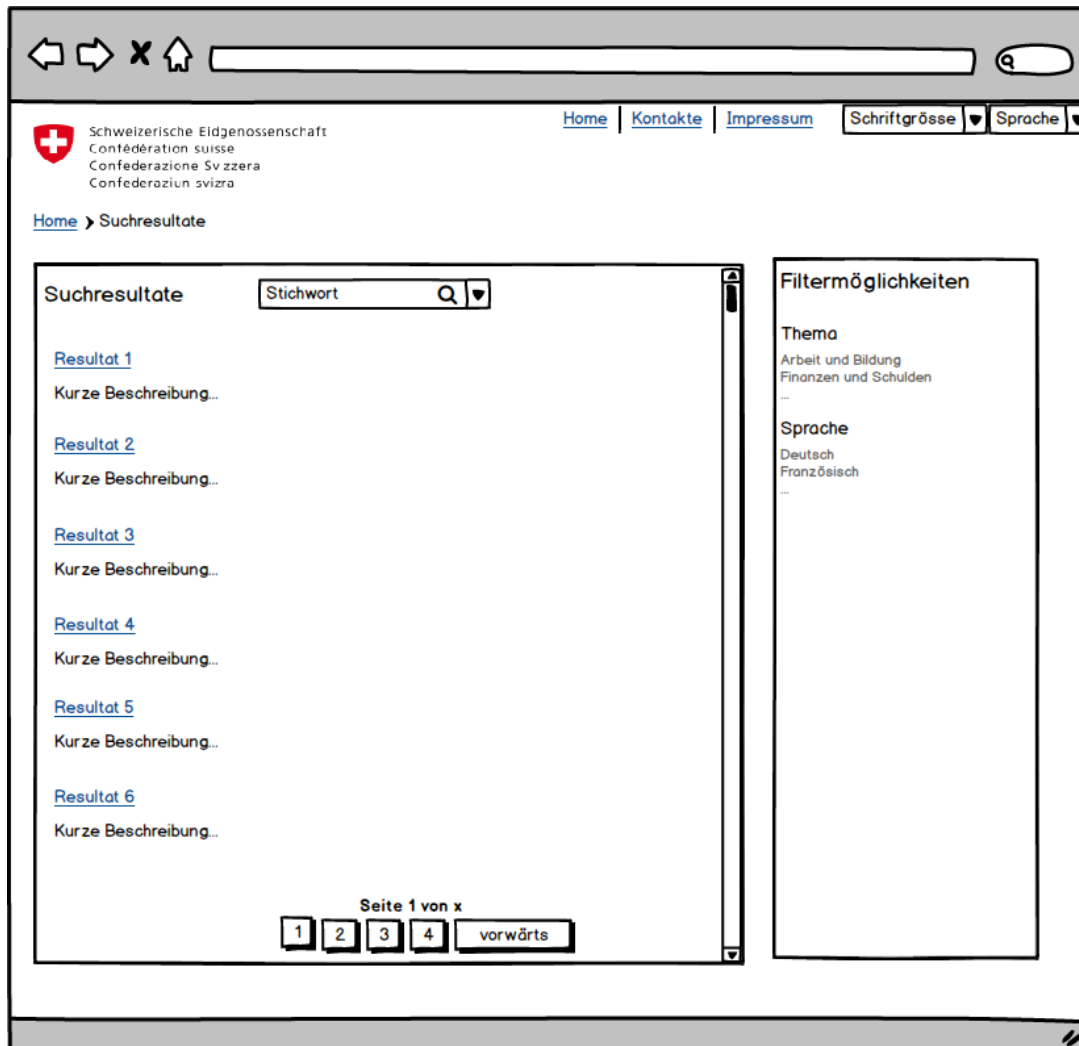 Home | Kontakte | Impressum
Schriftgrösse
Sprache
Schweizerische Eidgenossenschaft
Confédération suisse
Confederazione Svizzera
Confederaziun svizra
Home > Suchresultate
Suchresultate
Stichwort
Resultat 1
Kurze Beschreibung...
Resultat 2
Kurze Beschreibung...
Resultat 3
Kurze Beschreibung...
Resultat 4
Kurze Beschreibung...
Resultat 5
Kurze Beschreibung...
Resultat 6
Kurze Beschreibung...
Seite 1 von x
1 2 3 4 vorwärts
Filtermöglichkeiten
Thema
Arbeit und Bildung
Finanzen und Schulden
...
Sprache
Deutsch
Französisch
...